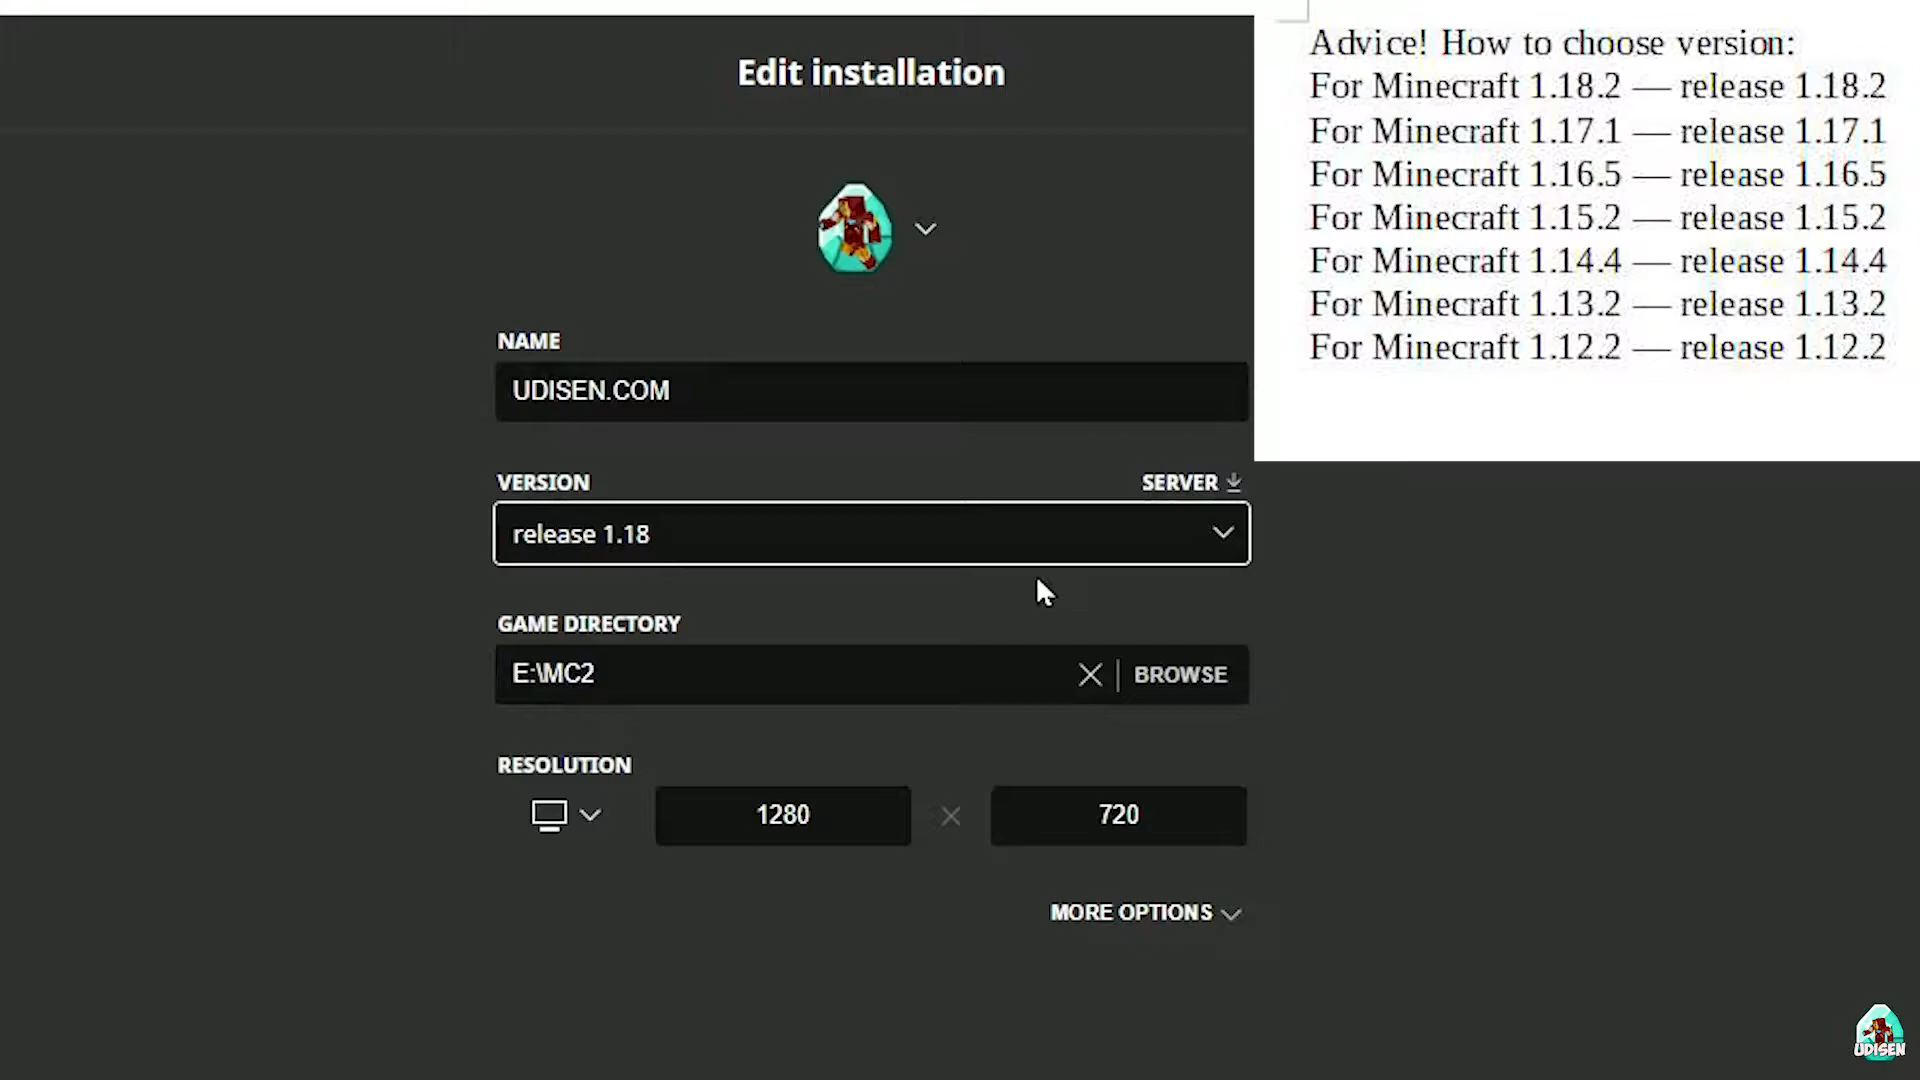 Edit installation
NAME
UDISEN.COM
VERSION
SERVER
release 1.18
GAME DIRECTORY
E:\MC2
BROWSE
RESOLUTION
1280
720
MORE OPTIONS
Advice! How to choose version:
For Minecraft 1.18.2 — release 1.18.2
For Minecraft 1.17.1 — release 1.17.1
For Minecraft 1.16.5 — release 1.16.5
For Minecraft 1.15.2 — release 1.15.2
For Minecraft 1.14.4 — release 1.14.4
For Minecraft 1.13.2 — release 1.13.2
For Minecraft 1.12.2 — release 1.12.2
UDISEN